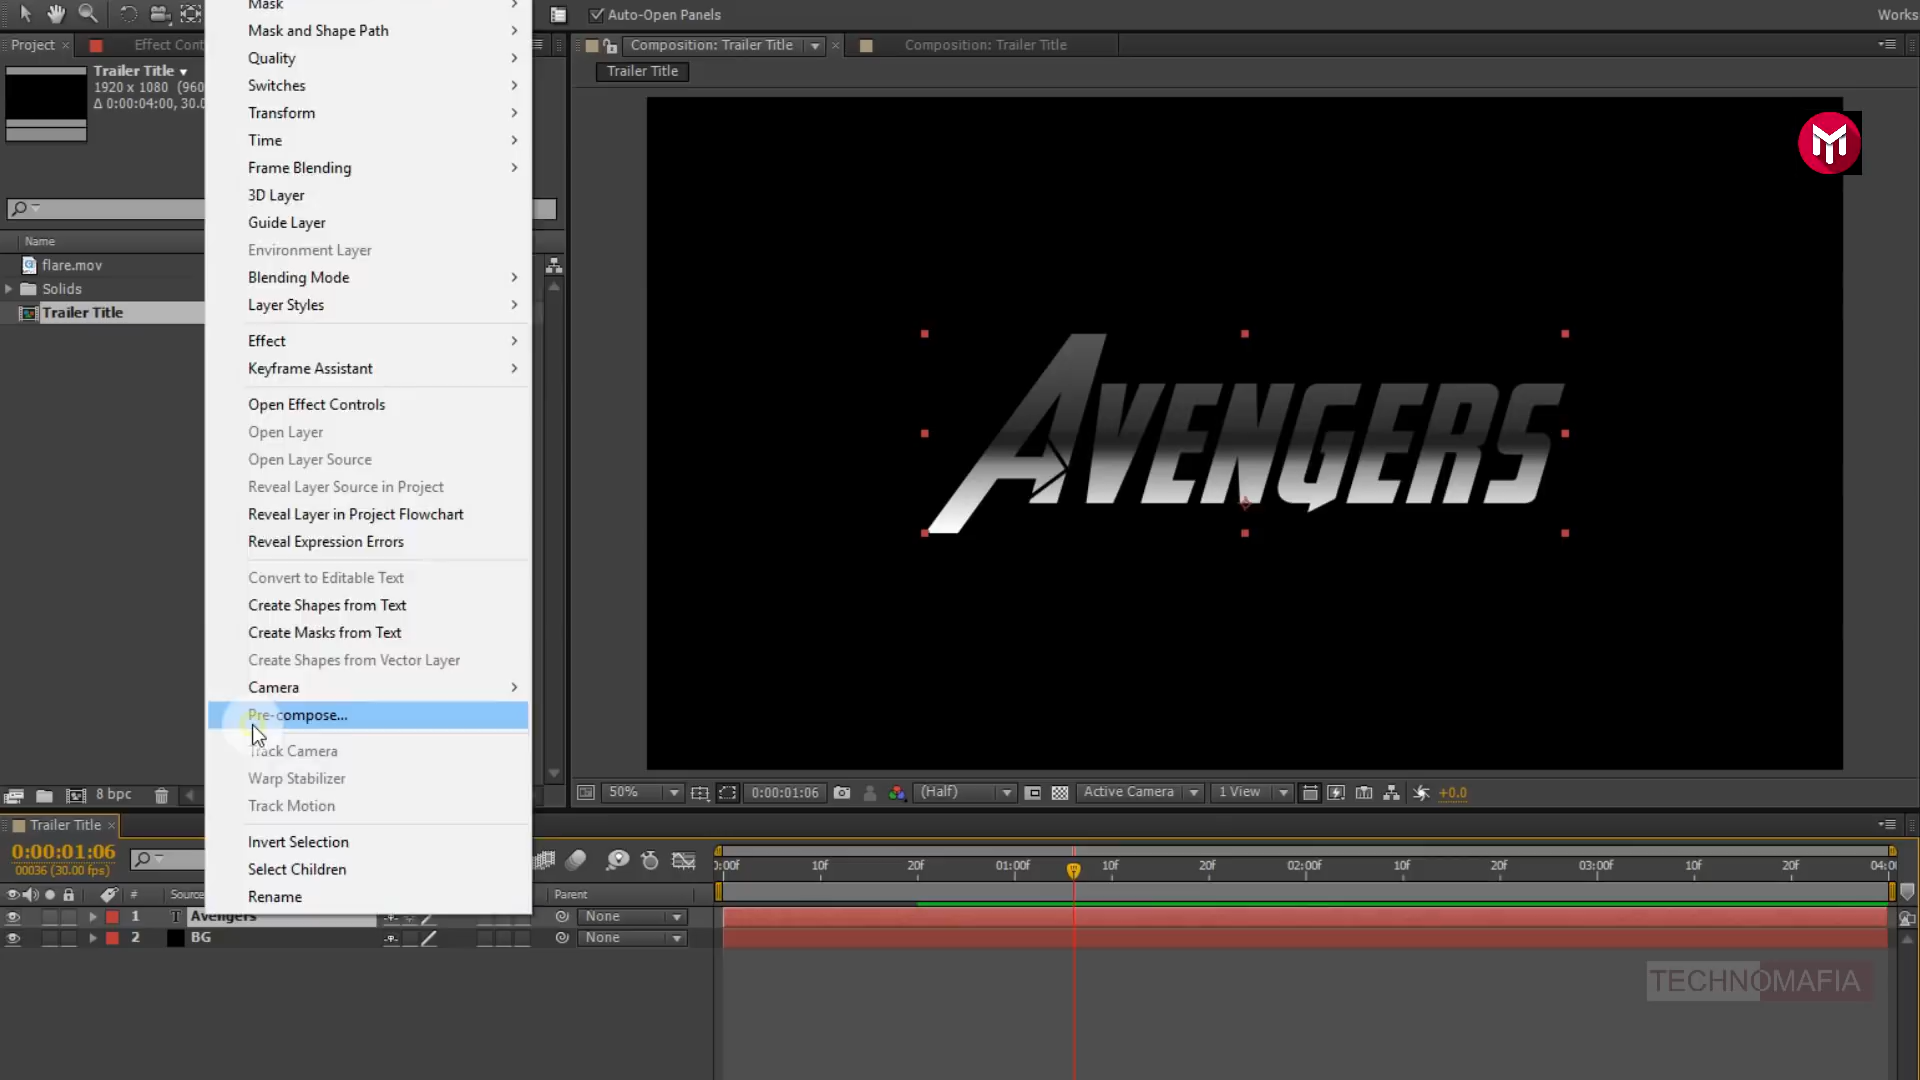 Auto-Open Panels
Works
Project
Effect Cont
Trailer Title
1920 x 1080 (960
Δ 0:00:04:00, 30.0
Name
flare.mov
Solids
Trailer Title
8 bpc
Mask
Mask and Shape Path
Quality
Switches
Transform
Time
Frame Blending
3D Layer
Guide Layer
Environment Layer
Blending Mode
Layer Styles
Effect
Keyframe Assistant
Open Effect Controls
Open Layer
Open Layer Source
Reveal Layer Source in Project
Reveal Layer in Project Flowchart
Reveal Expression Errors
Convert to Editable Text
Create Shapes from Text
Create Masks from Text
Create Shapes from Vector Layer
Camera
Pre-compose...
Track Camera
Warp Stabilizer
Track Motion
Invert Selection
Select Children
Rename
Composition: Trailer Title
Composition: Trailer Title
Trailer Title
AVENGERS
50%
0:00:01:06
(Half)
Active Camera
1 View
+0.0
Trailer Title
0:00:01:06
00036 (30.00 fps)
# Source
Parent
1 T Avengers None
2 BG None
):00f 10f 20f 01:00f 10f 20f 02:00f 10f 20f 03:00f 10f 20f 04:0
TECHNOMAFIA